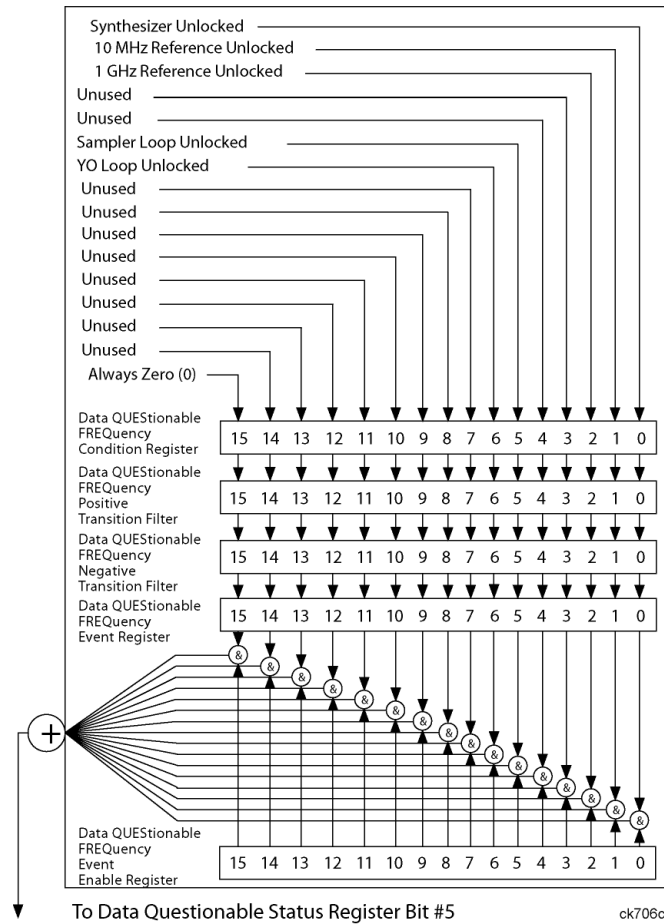 Synthesizer Unlocked
10 MHz Reference Unlocked
1 GHz Reference Unlocked
Unused
Unused
Sampler Loop Unlocked
YO Loop Unlocked
Unused
Unused
Unused
Unused
Unused
Unused
Unused
Unused
Always Zero (0)
Data QUEStionable
FREQuency
Condition Register
15 14 13 12 11 10 9 8 7 6 5 4 3 2 1 0
Data QUEStionable
FREQuency
Positive
Transition Filter
15 14 13 12 11 10 9 8 7 6 5 4 3 2 1 0
Data QUEStionable
FREQuency
Negative
Transition Filter
15 14 13 12 11 10 9 8 7 6 5 4 3 2 1 0
Data QUEStionable
FREQuency
Event Register
15 14 13 12 11 10 9 8 7 6 5 4 3 2 1 0
& & & & & & & & & & & & & & & &
+
Data QUEStionable
FREQuency
Event
Enable Register
15 14 13 12 11 10 9 8 7 6 5 4 3 2 1 0
To Data Questionable Status Register Bit #5
ck706c